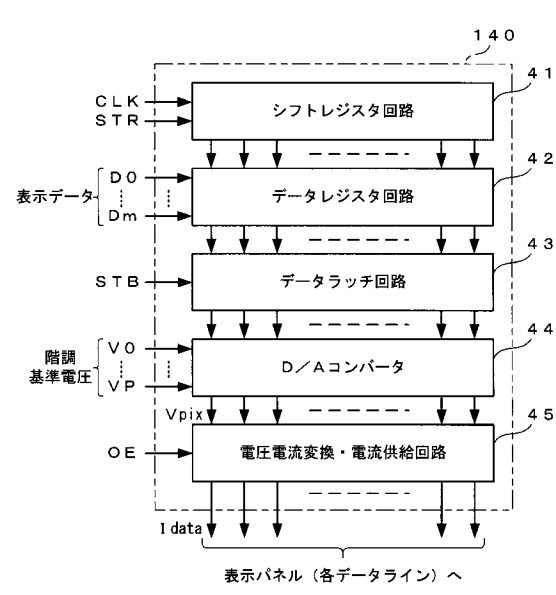 140
41
CLK
STR
シフトレジスタ回路
42
表示データ
D0
Dm
データレジスタ回路
43
STB
データラッチ回路
44
階調
基準電圧
V0
VP
D/Aコンバータ
Vpix
45
OE
電圧電流変換・電流供給回路
Idata
表示パネル(各データライン)へ